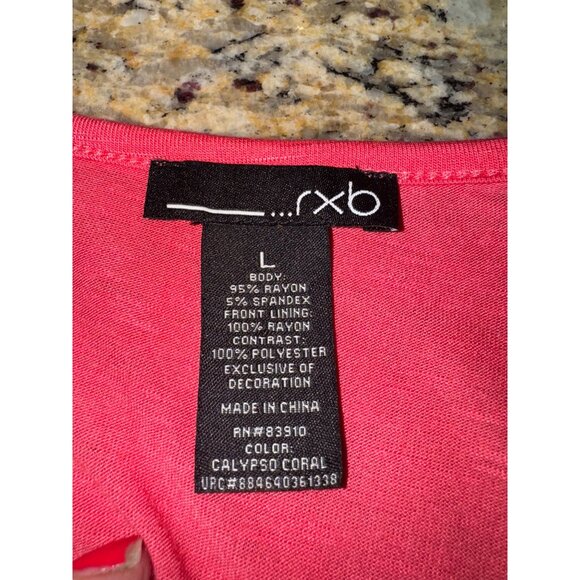 ...rxb
L
BODY:
95% RAYON
5% SPANDEX
FRONT LINING:
100% RAYON
CONTRAST:
100% POLYESTER
EXCLUSIVE OF
DECORATION
MADE IN CHINA
RN#83910
COLOR:
CALYPSO CORAL
UPC#884640361338